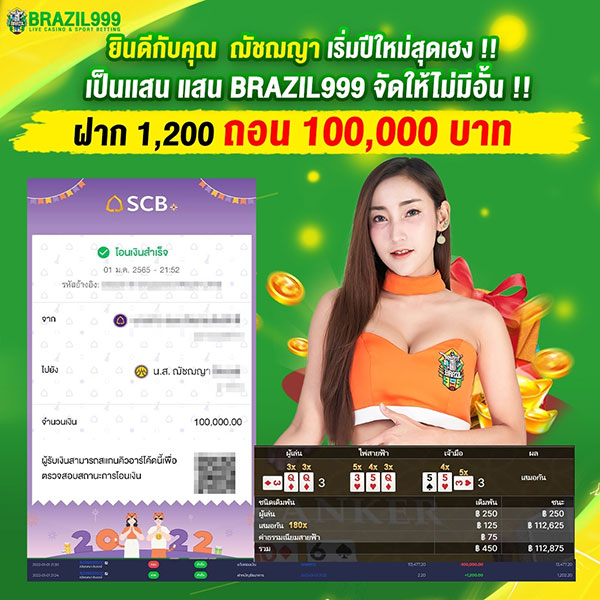 BRAZIL999
LIVE CASINO & SPORT BETTING
ยินดีกับคุณ ณัชฌญา เริ่มปีใหม่สุดเฮง !!
เป็นแสน แสน BRAZIL999 จัดให้ไม่มีอั้น !!
ฝาก 1,200 ถอน 100,000 บาท
SCB
โอนเงินสำเร็จ
01 ม.ค. 2565 - 21:52
รหัสอ้างอิง:
จาก
ไปยัง น.ส. ณัชฌญา
จำนวนเงิน 100,000.00
ผู้รับเงินสามารถสแกนคิวอาร์โค้ดนี้เพื่อ
ตรวจสอบสถานะการโอนเงิน
2022
BRAZIL
ผู้เล่น ไพ่สายฟ้า เจ้ามือ ผล
3x 3x 5x 4x 3x 4x 5x
3 Q Q 3 3 5 Q 5 5 3 3 เสมอกัน
ชนิดเดิมพัน เดิมพัน ชนะ
ผู้เล่น ฿ 250 ฿ 250
เสมอกัน 180x ฿ 125 ฿ 112,625
ค่าธรรมเนียมสายฟ้า ฿ 75
รวม ฿ 450 ฿ 112,875